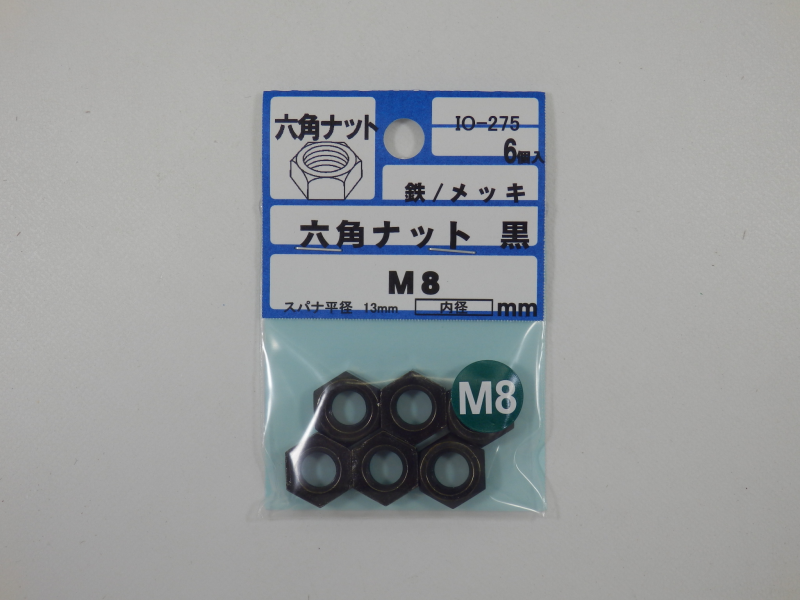 六角ナット
IO-275
6個入
鉄/メッキ
六角ナット 黒
M8
スパナ平径 13mm 内径 mm
M8